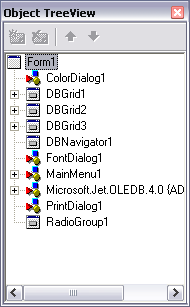 Object TreeView
Form1
ColorDialog1
DBGrid1
DBGrid2
DBGrid3
DBNavigator1
FontDialog1
MainMenu1
Microsoft.Jet.OLEDB.4.0 {AD
PrintDialog1
RadioGroup1